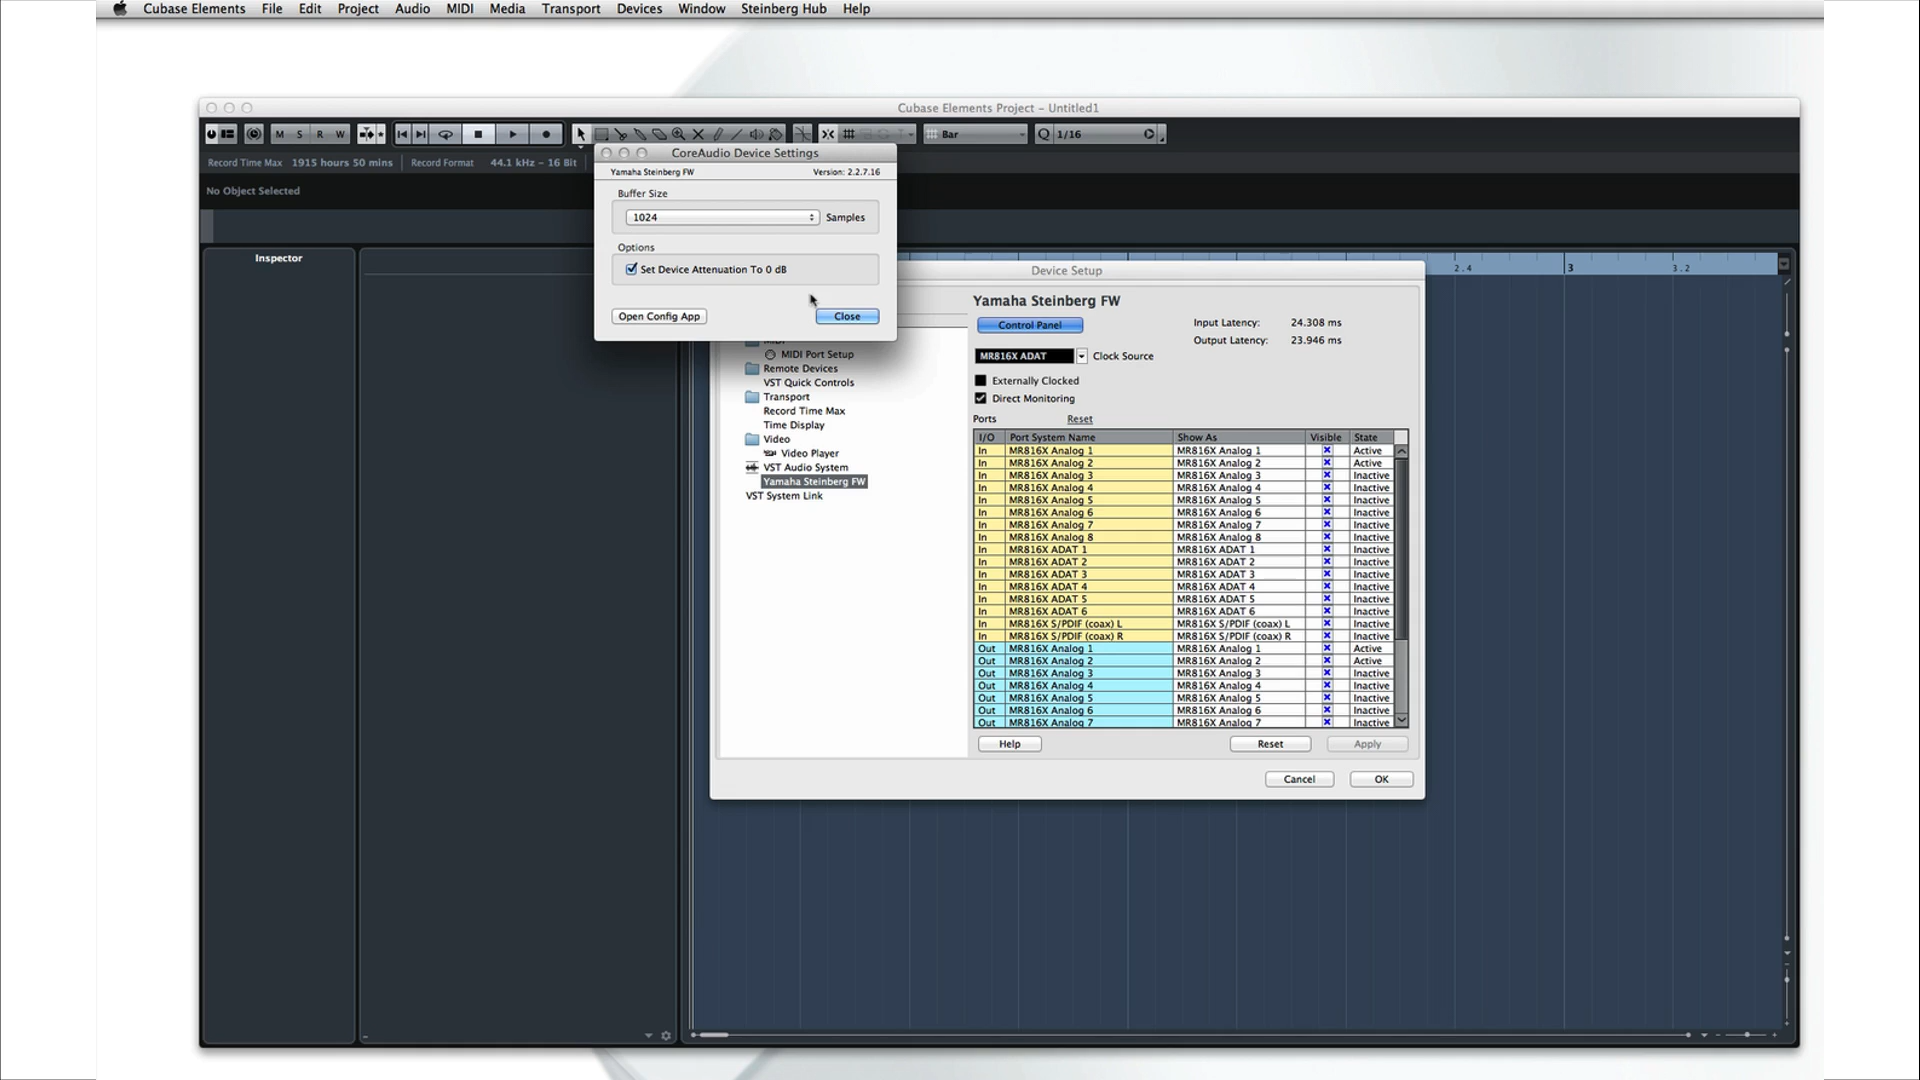 Cubase Elements File Edit Project Audio MIDI Media Transport Devices Window Steinberg Hub Help
Cubase Elements Project – Untitled1
M S R W Bar Q 1/16
Record Time Max 1915 hours 50 mins Record Format 44.1 kHz – 16 Bit
No Object Selected
Inspector
2.4 3 3.2
CoreAudio Device Settings
Yamaha Steinberg FW Version: 2.2.7.16
Buffer Size
1024 Samples
Options
Set Device Attenuation To 0 dB
Open Config App Close
Device Setup
MIDI
MIDI Port Setup
Remote Devices
VST Quick Controls
Transport
Record Time Max
Time Display
Video
Video Player
VST Audio System
Yamaha Steinberg FW
VST System Link
Yamaha Steinberg FW
Control Panel
Input Latency: 24.308 ms
Output Latency: 23.946 ms
MR816X ADAT Clock Source
Externally Clocked
Direct Monitoring
Ports Reset
I/O Port System Name Show As Visible State
In MR816X Analog 1 MR816X Analog 1 Active
In MR816X Analog 2 MR816X Analog 2 Active
In MR816X Analog 3 MR816X Analog 3 Inactive
In MR816X Analog 4 MR816X Analog 4 Inactive
In MR816X Analog 5 MR816X Analog 5 Inactive
In MR816X Analog 6 MR816X Analog 6 Inactive
In MR816X Analog 7 MR816X Analog 7 Inactive
In MR816X Analog 8 MR816X Analog 8 Inactive
In MR816X ADAT 1 MR816X ADAT 1 Inactive
In MR816X ADAT 2 MR816X ADAT 2 Inactive
In MR816X ADAT 3 MR816X ADAT 3 Inactive
In MR816X ADAT 4 MR816X ADAT 4 Inactive
In MR816X ADAT 5 MR816X ADAT 5 Inactive
In MR816X ADAT 6 MR816X ADAT 6 Inactive
In MR816X S/PDIF (coax) L MR816X S/PDIF (coax) L Inactive
In MR816X S/PDIF (coax) R MR816X S/PDIF (coax) R Inactive
Out MR816X Analog 1 MR816X Analog 1 Active
Out MR816X Analog 2 MR816X Analog 2 Active
Out MR816X Analog 3 MR816X Analog 3 Inactive
Out MR816X Analog 4 MR816X Analog 4 Inactive
Out MR816X Analog 5 MR816X Analog 5 Inactive
Out MR816X Analog 6 MR816X Analog 6 Inactive
Out MR816X Analog 7 MR816X Analog 7 Inactive
Help Reset Apply
Cancel OK